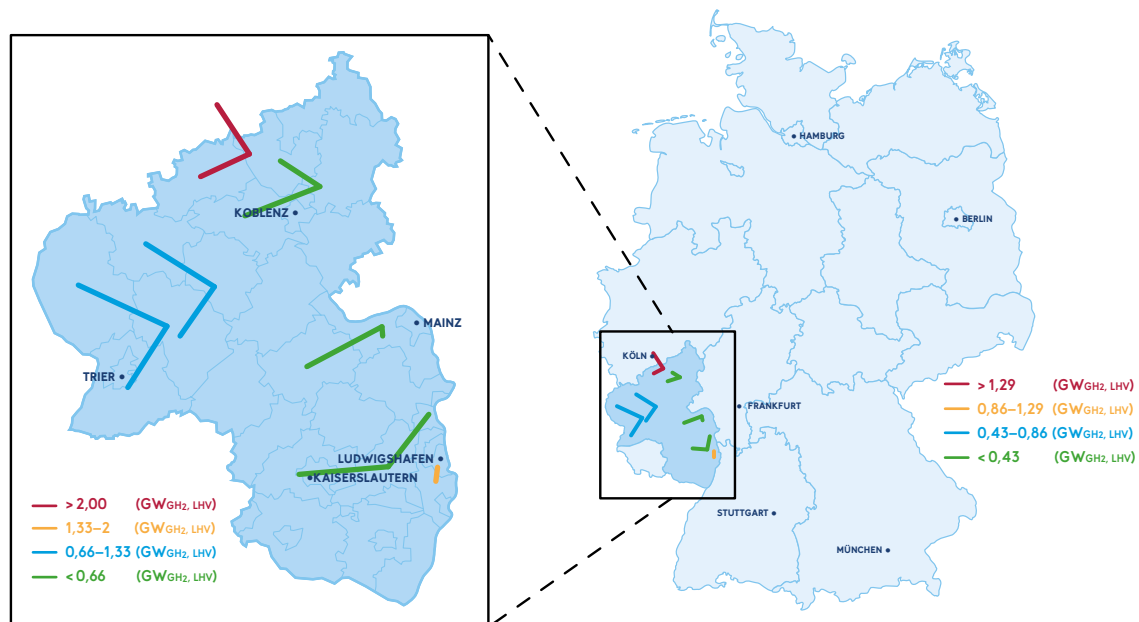 KOBLENZ
MAINZ
TRIER
LUDWIGSHAFEN
KAISERSLAUTERN
> 2,00 (GWGH2, LHV)
1,33–2 (GWGH2, LHV)
0,66–1,33 (GWGH2, LHV)
< 0,66 (GWGH2, LHV)
HAMBURG
BERLIN
KÖLN
FRANKFURT
STUTTGART
MÜNCHEN
> 1,29 (GWGH2, LHV)
0,86–1,29 (GWGH2, LHV)
0,43–0,86 (GWGH2, LHV)
< 0,43 (GWGH2, LHV)